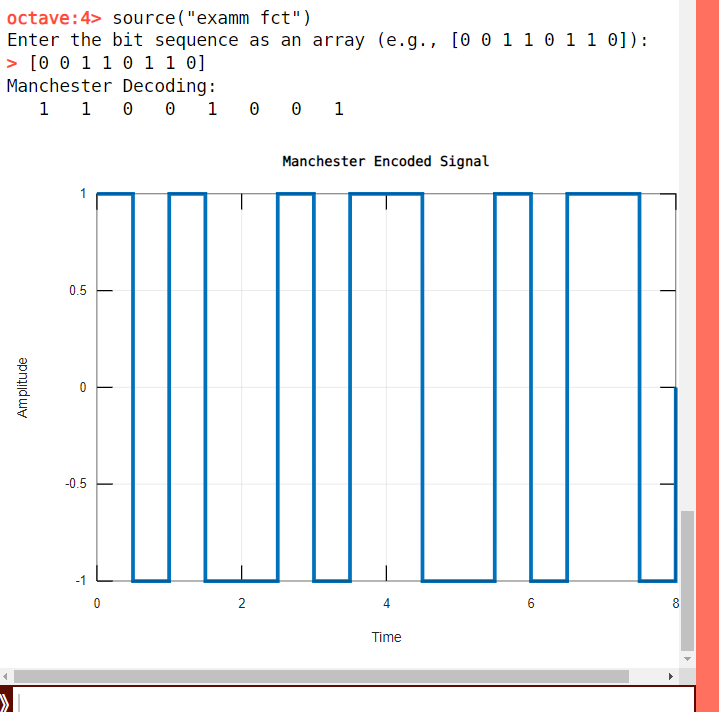 octave:4> source("examm fct")
Enter the bit sequence as an array (e.g., [0 0 1 1 0 1 1 0]):
> [0 0 1 1 0 1 1 0]
Manchester Decoding:
1 1 0 0 1 0 0 1
Manchester Encoded Signal
1
0.5
0
-0.5
-1
Amplitude
0 2 4 6 8
Time